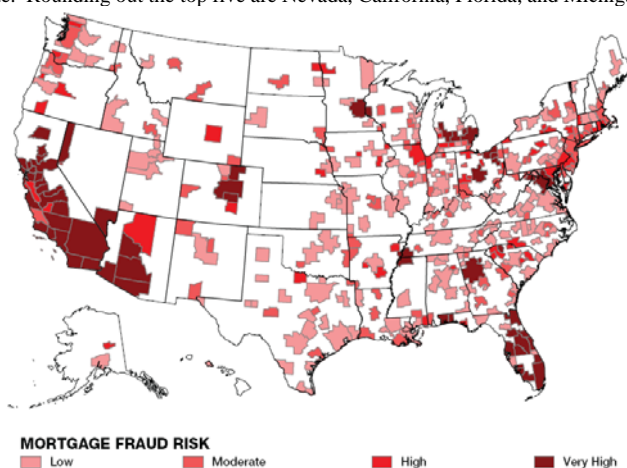 Rounding out the top five are Nevada, California, Florida, and Michig
MORTGAGE FRAUD RISK
Low Moderate High Very High